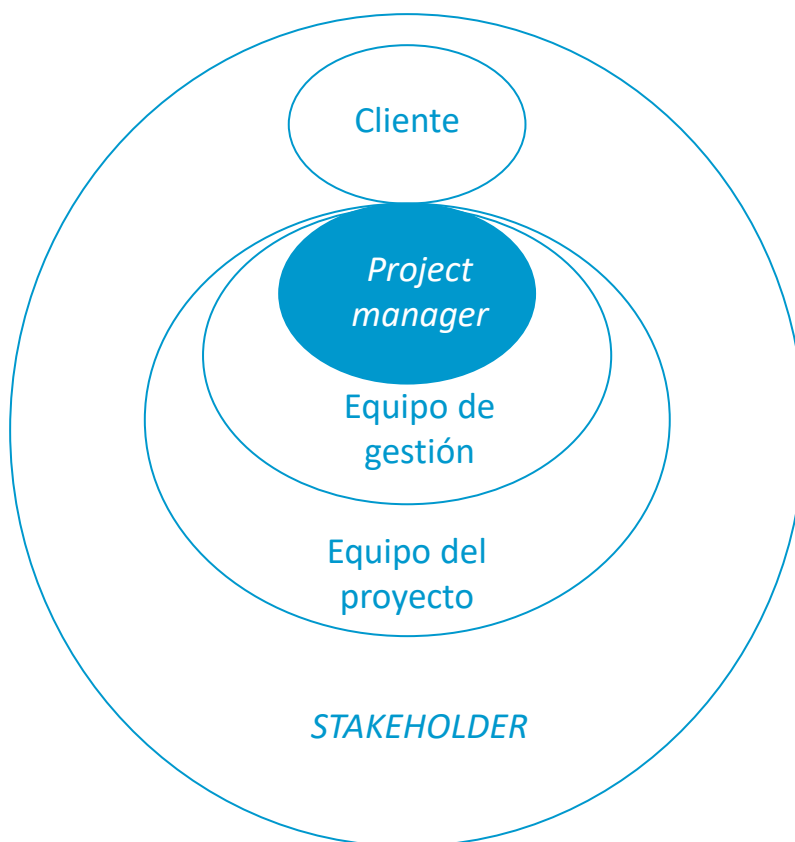 Cliente
Project
manager
Equipo de
gestión
Equipo del
proyecto
STAKEHOLDER